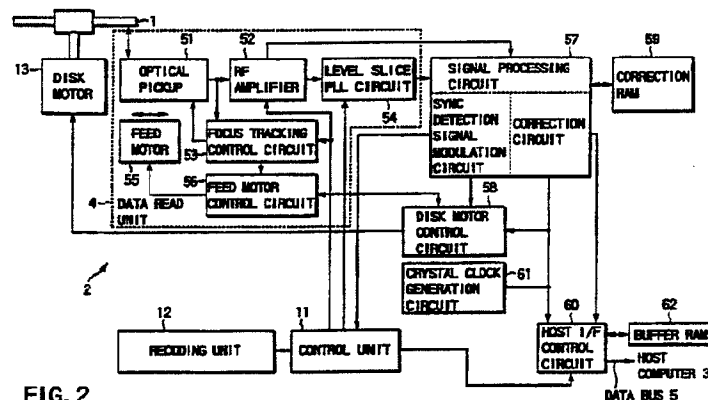 1
51
52
57
59
13
DISK
MOTOR
OPTICAL
PICKUP
RF
AMPLIFIER
LEVEL SLICE
PLL CIRCUIT
SIGNAL PROCESSING
CIRCUIT
CORRECTION
RAM
54
SYNC
DETECTION
SIGNAL
MODULATION
CIRCUIT
CORRECTION
CIRCUIT
FEED
MOTOR
55
53
FOCUS TRACKING
CONTROL CIRCUIT
56
FEED MOTOR
CONTROL CIRCUIT
4
DATA READ
UNIT
58
DISK MOTOR
CONTROL
CIRCUIT
2
CRYSTAL CLOCK
GENERATION
CIRCUIT
61
12
RECODING UNIT
11
CONTROL UNIT
60
HOST I/F
CONTROL
CIRCUIT
62
BUFFER RAM
HOST
COMPUTER 3
DATA BUS 5
FIG. 2